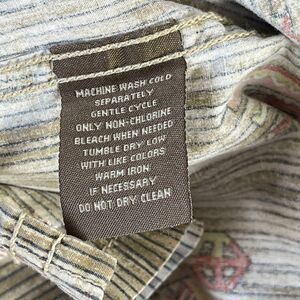 MACHINE WASH COLD
SEPARATELY
GENTLE CYCLE
ONLY NON-CHLORINE
BLEACH WHEN NEEDED
TUMBLE DRY LOW
WITH LIKE COLORS
WARM IRON
IF NECESSARY
DO NOT DRY CLEAN